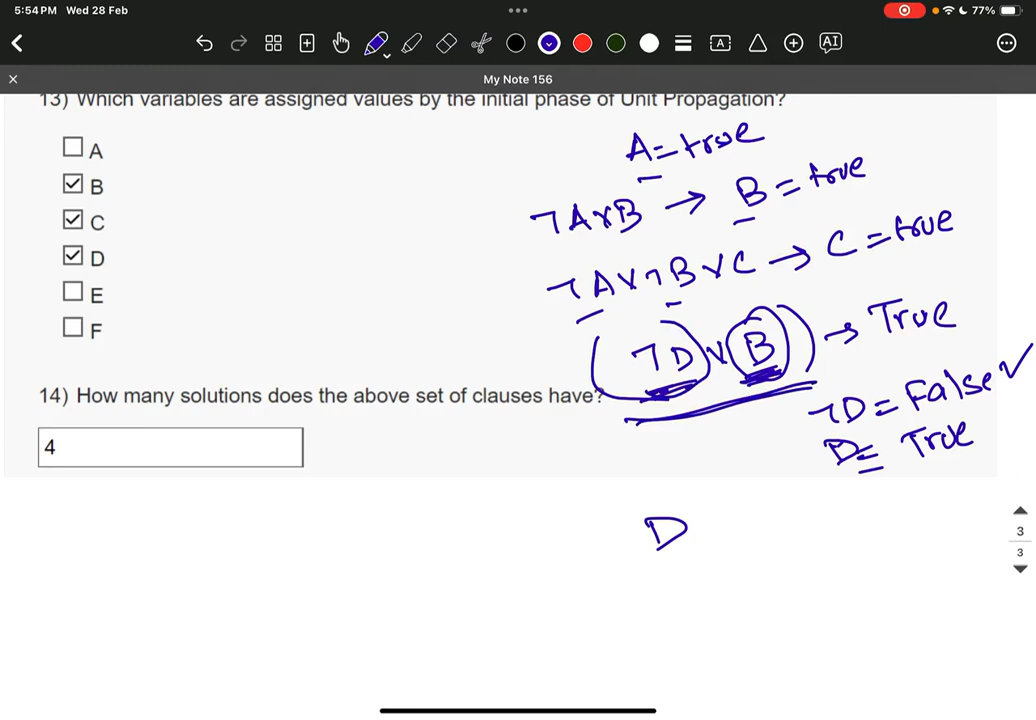 5:54 PM Wed 28 Feb
77%
A
AI
× My Note 156
13) Which variables are assigned values by the initial phase of Unit Propagation?
A
B
C
D
E
F
A = true
¬A ∨ B → B = true
¬A ∨ ¬B ∨ C → C = true
(¬D ∨ B) → True
¬D = False ✓
D = True
14) How many solutions does the above set of clauses have?
4
D
3
3